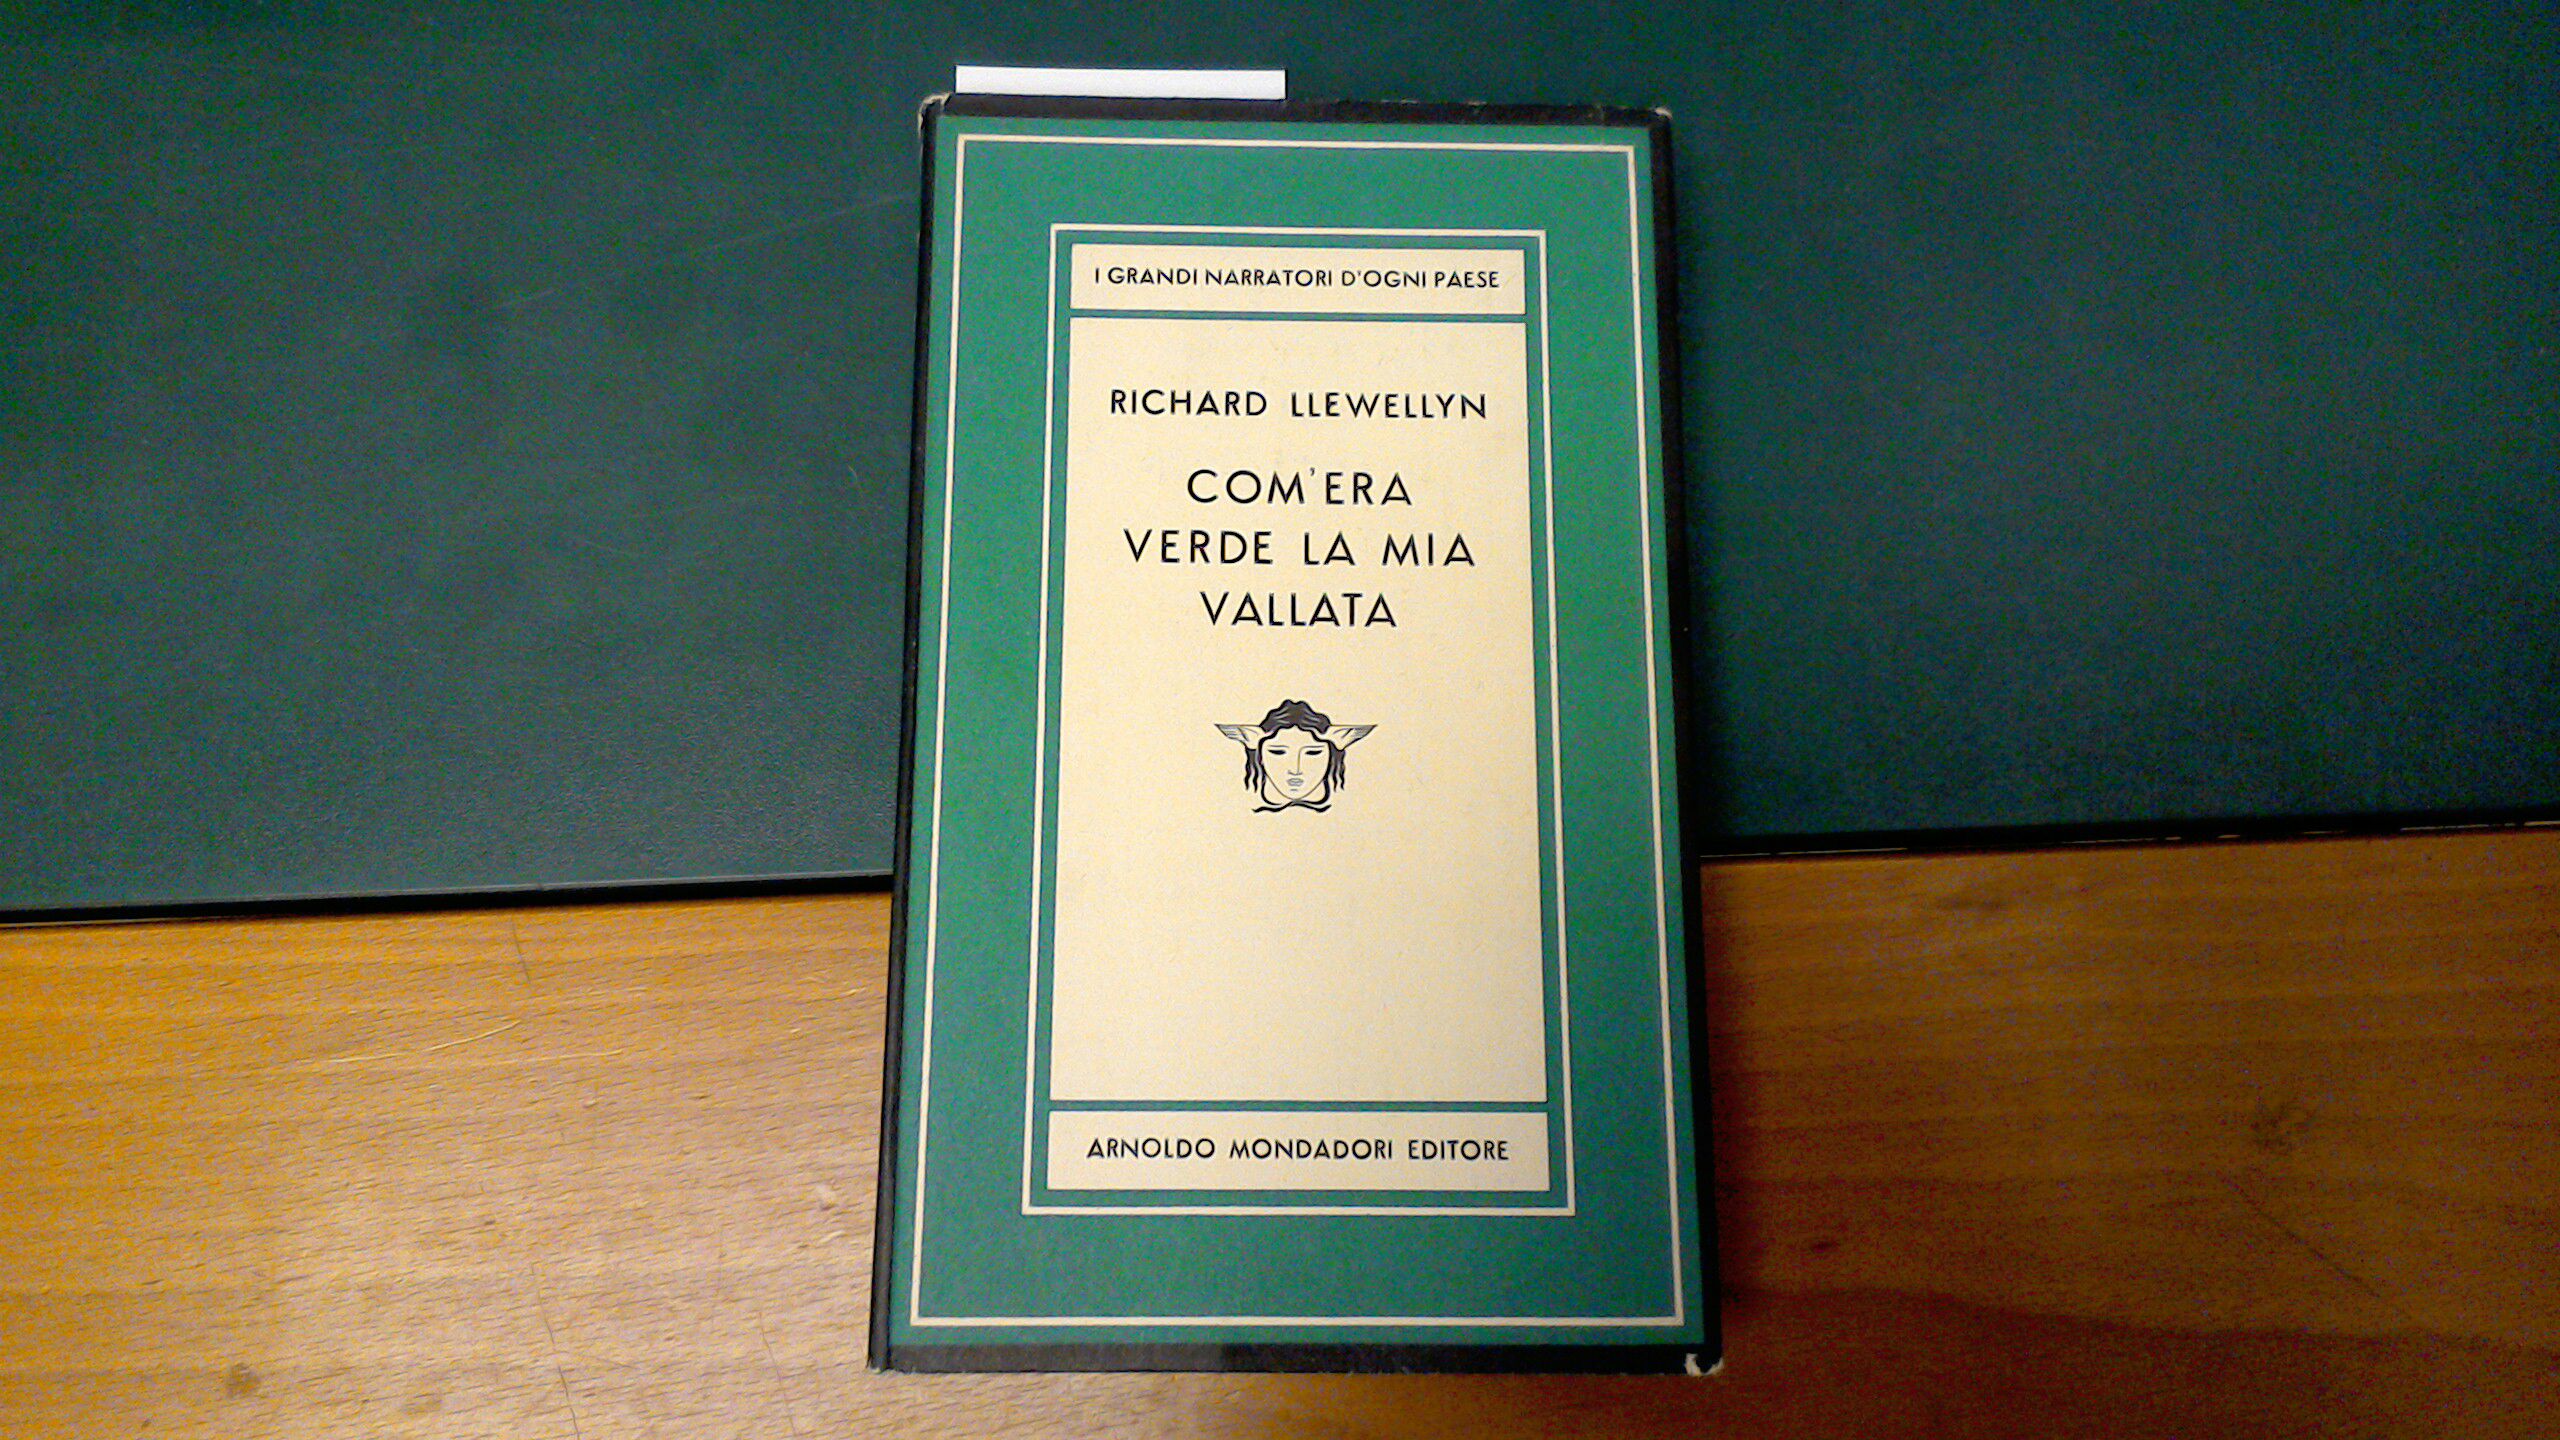 I GRANDI NARRATORI D'OGNI PAESE
RICHARD LLEWELLYN
COM'ERA
VERDE LA MIA
VALLATA
ARNOLDO MONDADORI EDITORE